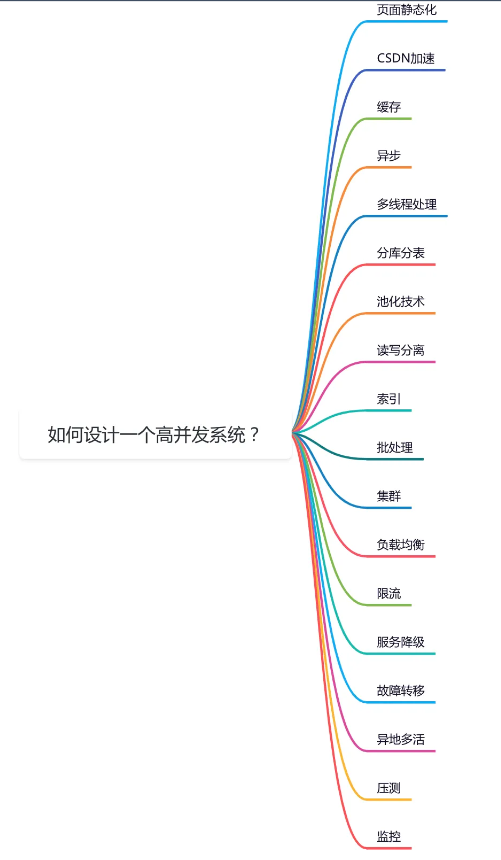 页面静态化
CSDN加速
缓存
异步
多线程处理
分库分表
池化技术
读写分离
索引
如何设计一个高并发系统？
批处理
集群
负载均衡
限流
服务降级
故障转移
异地多活
压测
监控